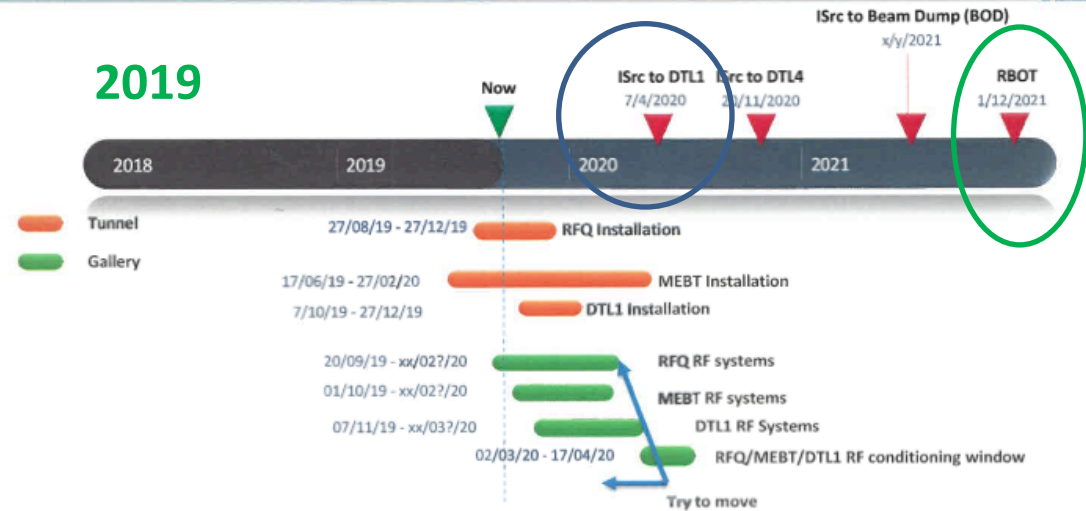 ISrc to Beam Dump (BOD)
x/y/2021
2019
Now
ISrc to DTL1
7/4/2020
ISrc to DTL4
/11/2020
RBOT
1/12/2021
2018
2019
2020
2021
Tunnel
Gallery
27/08/19 - 27/12/19
RFQ Installation
17/06/19 - 27/02/20
MEBT Installation
7/10/19 - 27/12/19
DTL1 Installation
20/09/19 - xx/02?/20
RFQ RF systems
01/10/19 - xx/02?/20
MEBT RF systems
07/11/19 - xx/03?/20
DTL1 RF Systems
02/03/20 - 17/04/20
RFQ/MEBT/DTL1 RF conditioning window
Try to move